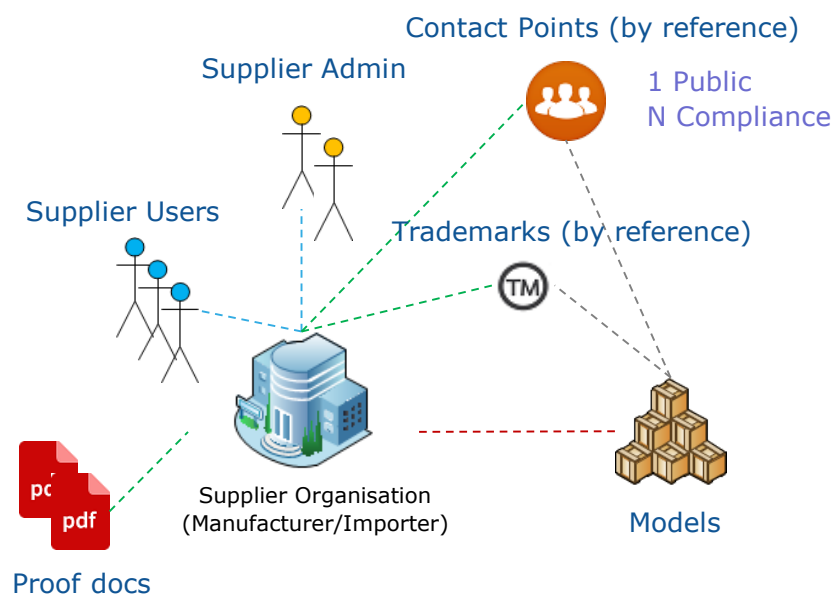 Contact Points (by reference)
Supplier Admin
1 Public
N Compliance
Supplier Users
Trademarks (by reference)
TM
Supplier Organisation
(Manufacturer/Importer)
pdf
Models
Proof docs